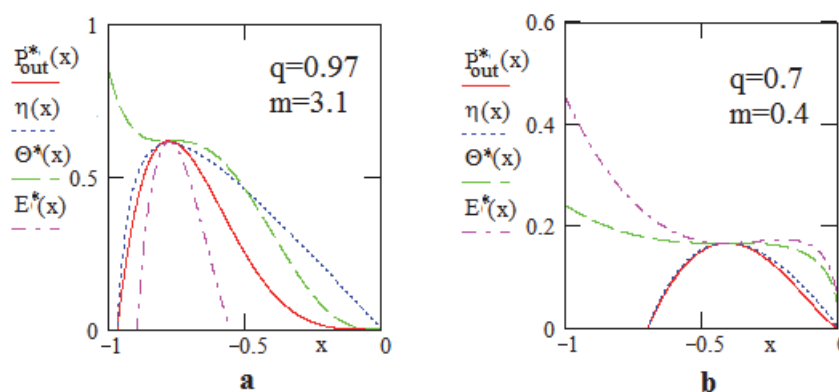 1
P*out(x)
η(x)
Θ*(x)
0.5
E*(x)
0
q=0.97
m=3.1
−1
−0.5
x
0
a
0.6
P*out(x)
η(x)
0.4
Θ*(x)
E*(x)
0.2
0
q=0.7
m=0.4
−1
−0.5
x
0
b